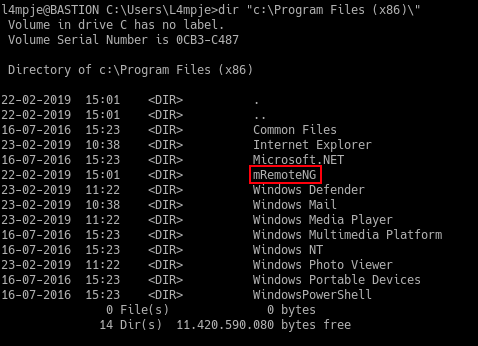 l4mpje@BASTION C:\Users\L4mpje>dir "c:\Program Files (x86)\"
 Volume in drive C has no label.
 Volume Serial Number is 0CB3-C487

 Directory of c:\Program Files (x86)

22-02-2019  15:01    <DIR>          .
22-02-2019  15:01    <DIR>          ..
16-07-2016  15:23    <DIR>          Common Files
23-02-2019  10:38    <DIR>          Internet Explorer
16-07-2016  15:23    <DIR>          Microsoft.NET
22-02-2019  15:01    <DIR>          mRemoteNG
23-02-2019  11:22    <DIR>          Windows Defender
23-02-2019  10:38    <DIR>          Windows Mail
23-02-2019  11:22    <DIR>          Windows Media Player
16-07-2016  15:23    <DIR>          Windows Multimedia Platform
16-07-2016  15:23    <DIR>          Windows NT
23-02-2019  11:22    <DIR>          Windows Photo Viewer
16-07-2016  15:23    <DIR>          Windows Portable Devices
16-07-2016  15:23    <DIR>          WindowsPowerShell
               0 File(s)              0 bytes
              14 Dir(s)  11.420.590.080 bytes free